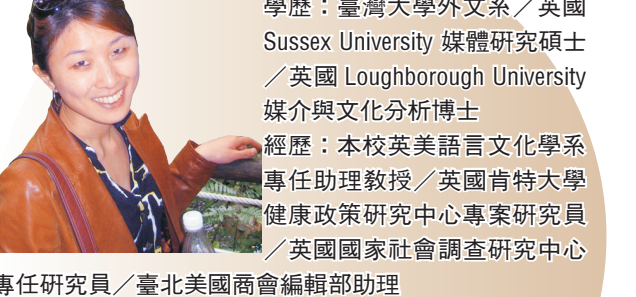 學歷：臺灣大學外文系／英國
Sussex University 媒體研究碩士
／英國 Loughborough University
媒介與文化分析博士
經歷：本校英美語言文化學系
專任助理教授／英國肯特大學
健康政策研究中心專案研究員
／英國國家社會調查研究中心
專任研究員／臺北美國商會編輯部助理